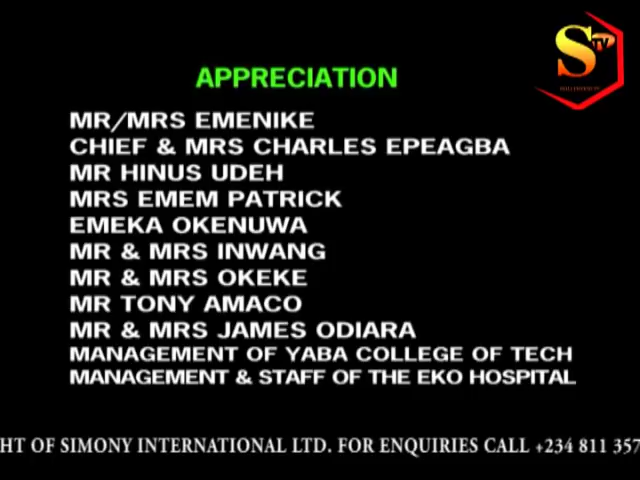 S TV
APPRECIATION
MR/MRS EMENIKE
CHIEF & MRS CHARLES EPEAGBA
MR HINUS UDEH
MRS EMEM PATRICK
EMEKA OKENUWA
MR & MRS INWANG
MR & MRS OKEKE
MR TONY AMACO
MR & MRS JAMES ODIARA
MANAGEMENT OF YABA COLLEGE OF TECH
MANAGEMENT & STAFF OF THE EKO HOSPITAL
HT OF SIMONY INTERNATIONAL LTD. FOR ENQUIRIES CALL +234 811 357